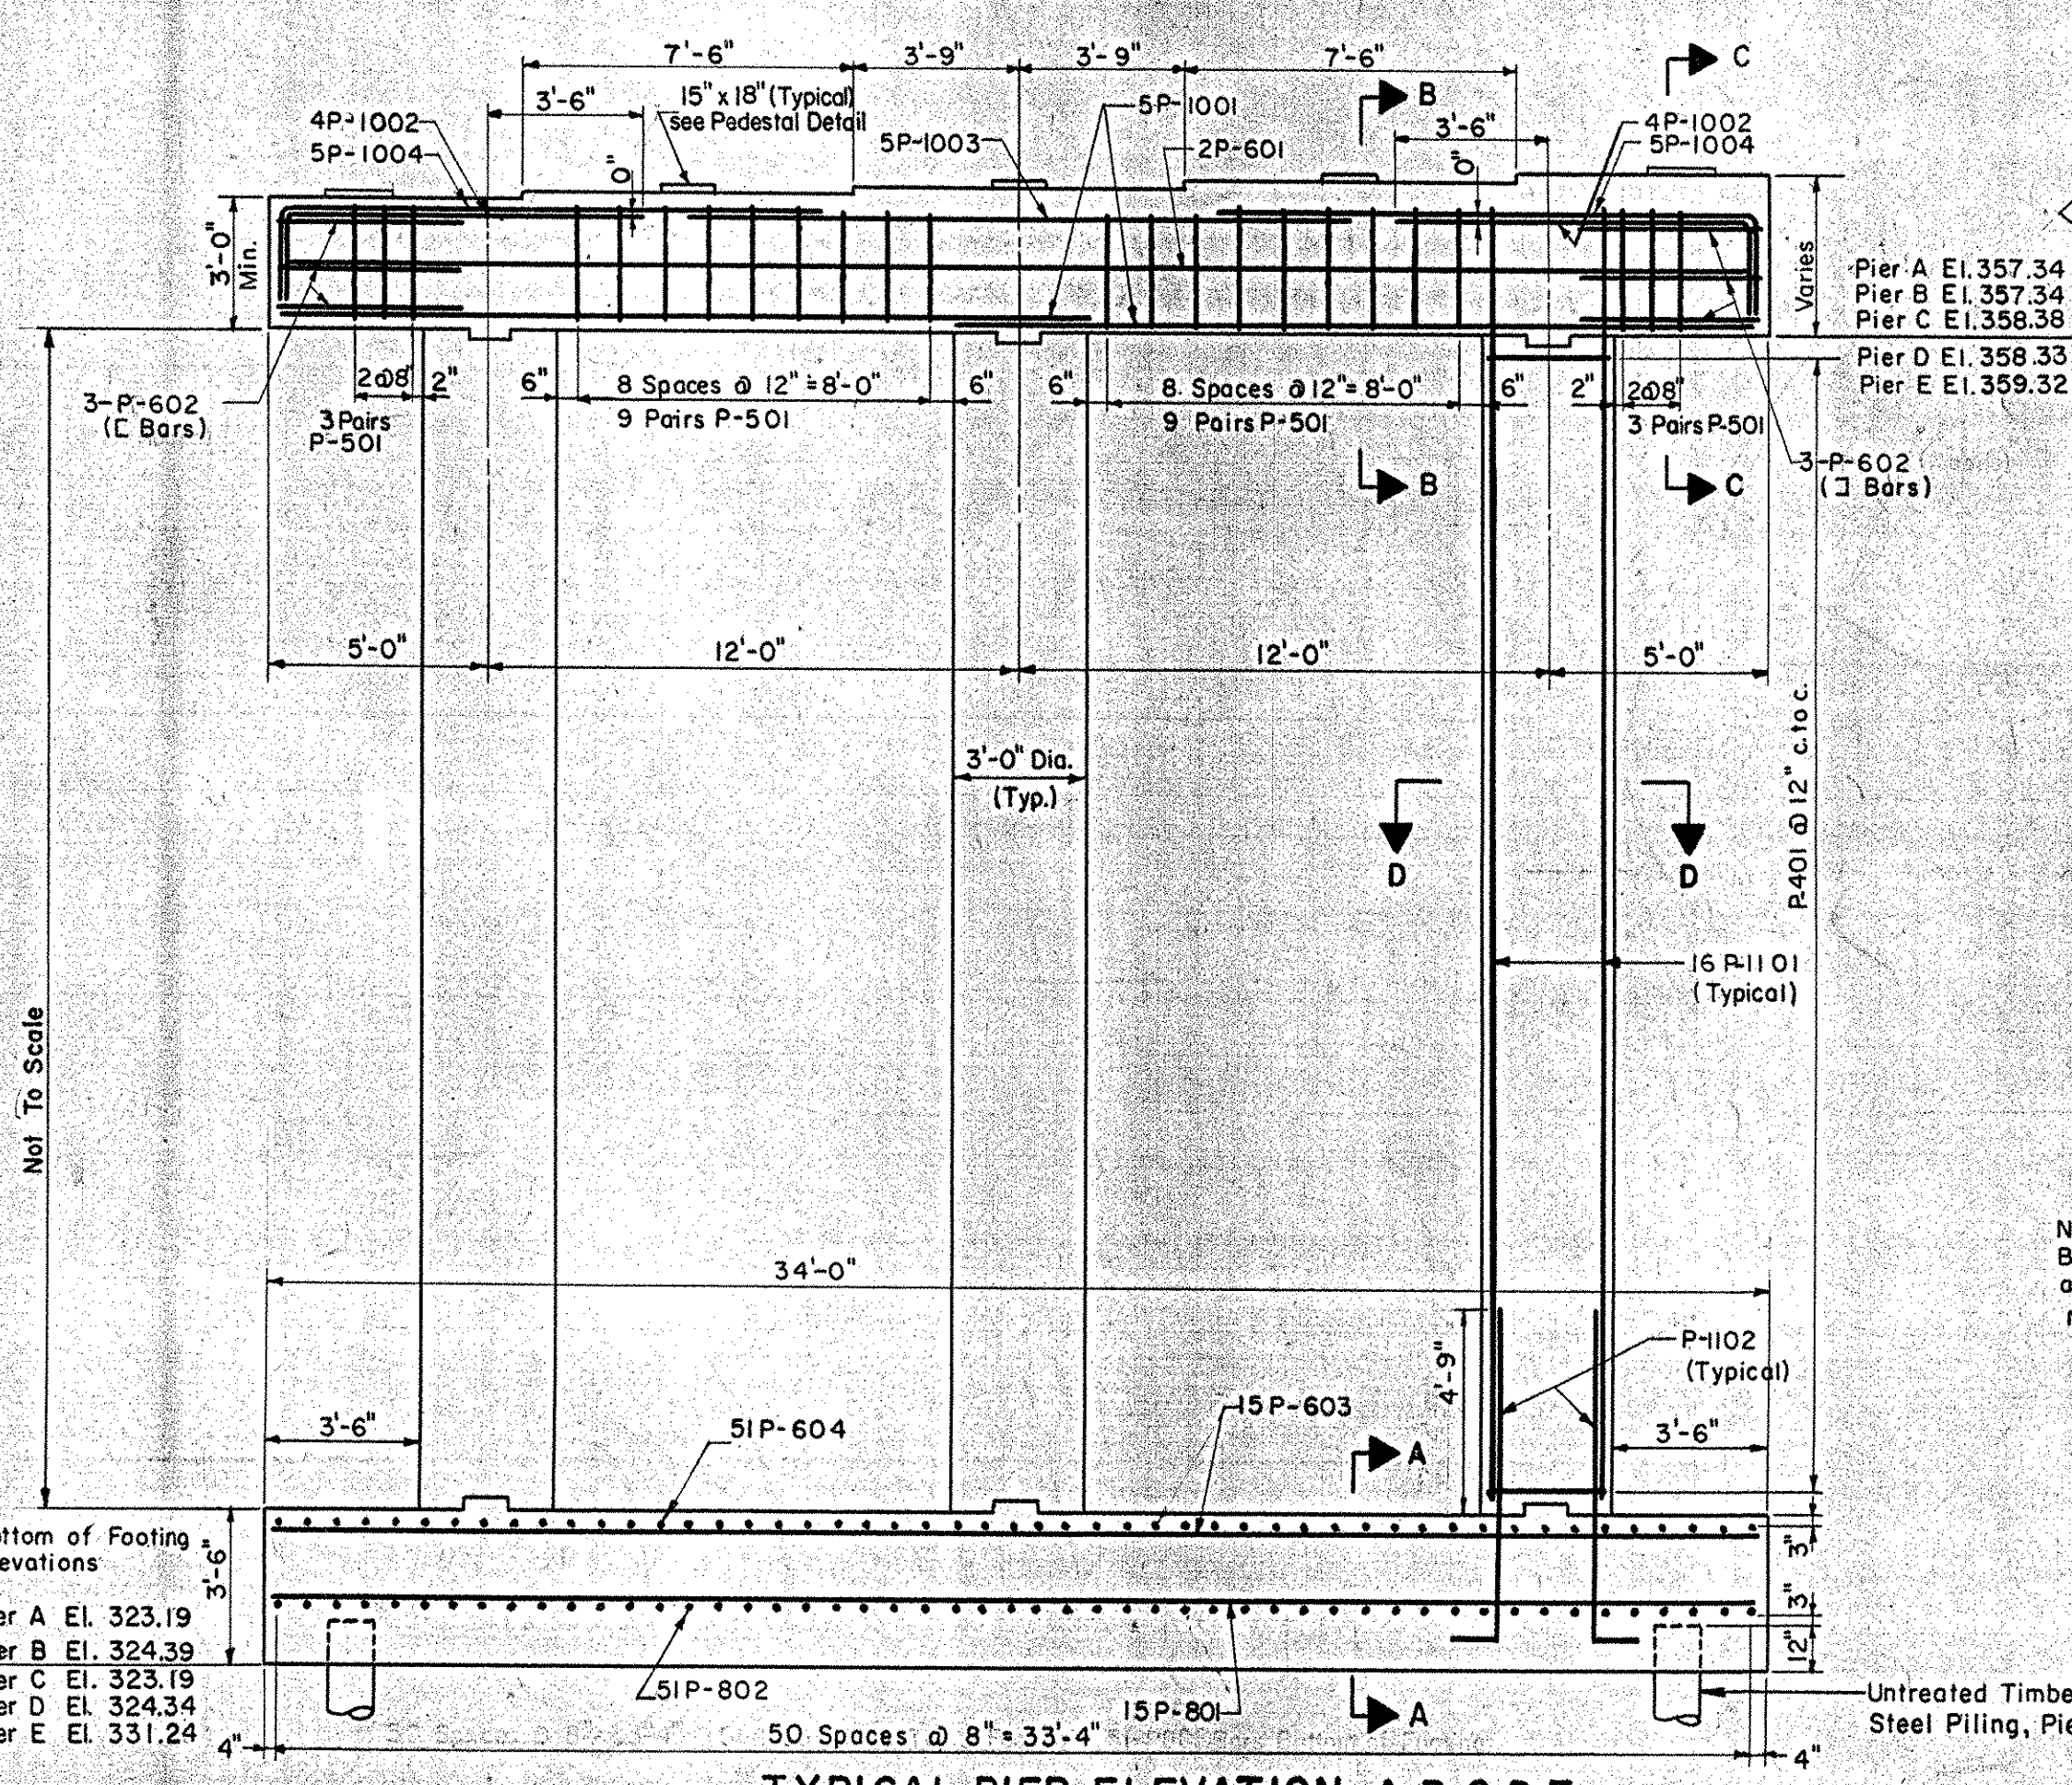 7'-6"
3'-9"
3'-9"
7'-6"
C
3'-6"
15" x 18" (Typical)
see Pedestal Detail
5P-1001
B
3'-6"
4P-1002
5P-1004
5P-1003
2P-601
4P-1002
5P-1004
0"
0"
3'-0"
Min.
Varies
Pier A El. 357.34
Pier B El. 357.34
Pier C El. 358.38
Pier D El. 358.33
Pier E El. 359.32
3-P-602
(⊏ Bars)
2@8"
2"
3 Pairs
P-501
6"
8 Spaces @ 12" = 8'-0"
9 Pairs P-501
6"
6"
8 Spaces @ 12" = 8'-0"
9 Pairs P-501
6"
2"
2@8"
3 Pairs P-501
3-P-602
(⊐ Bars)
B
C
5'-0"
12'-0"
12'-0"
5'-0"
3'-0" Dia.
(Typ.)
D
D
P-401 @ 12" c. to c.
16 P-1101
(Typical)
Not To Scale
34'-0"
4'-9"
P-1102
(Typical)
3'-6"
51P-604
15 P-603
A
3'-6"
ottom of Footing
levations
er A El. 323.19
er B El. 324.39
er C El. 323.19
er D El. 324.34
er E El. 331.24
3'-6"
3"
3"
12"
51P-802
15P-801
A
Untreated Timbe
Steel Piling, Pie
4"
50 Spaces @ 8" = 33'-4"
4"
TYPICAL PIER ELEVATION